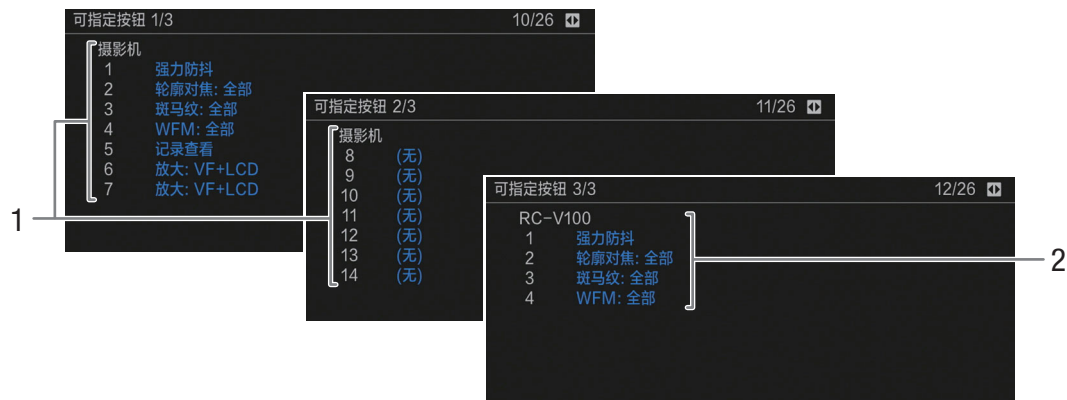 可指定按钮 1/3 10/26
摄影机
1 强力防抖
2 轮廓对焦: 全部
3 斑马纹: 全部
4 WFM: 全部
5 记录查看
6 放大: VF+LCD
7 放大: VF+LCD
可指定按钮 2/3 11/26
摄影机
8 (无)
9 (无)
10 (无)
11 (无)
12 (无)
13 (无)
14 (无)
可指定按钮 3/3 12/26
RC-V100
1 强力防抖
2 轮廓对焦: 全部
3 斑马纹: 全部
4 WFM: 全部
1
2